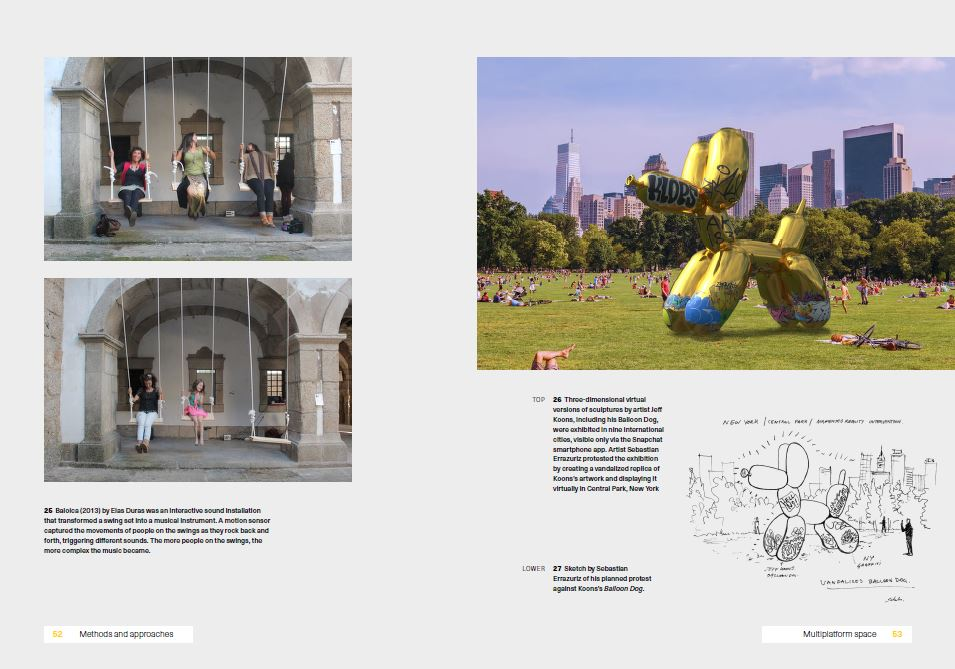 25 Baloica (2013) by Elas Duras was an interactive sound installation
that transformed a swing set into a musical instrument. A motion sensor
captured the movements of people on the swings as they rock back and
forth, triggering different sounds. The more people on the swings, the
more complex the music became.
52 Methods and approaches
KLOPS
TOP 26 Three-dimensional virtual
versions of sculptures by artist Jeff
Koons, including his Balloon Dog,
were exhibited in nine international
cities, visible only via the Snapchat
smartphone app. Artist Sebastian
Errazuriz protested the exhibition
by creating a vandalized replica of
Koons's artwork and displaying it
virtually in Central Park, New York
NEW YORK / CENTRAL PARK / AUGMENTED REALITY INTERVENTION
JEFF KOONS
BALLOON DOG
NY
GRAFFITI
VANDALIZED BALLOON DOG.
LOWER 27 Sketch by Sebastian
Errazuriz of his planned protest
against Koons's Balloon Dog.
Multiplatform space 53